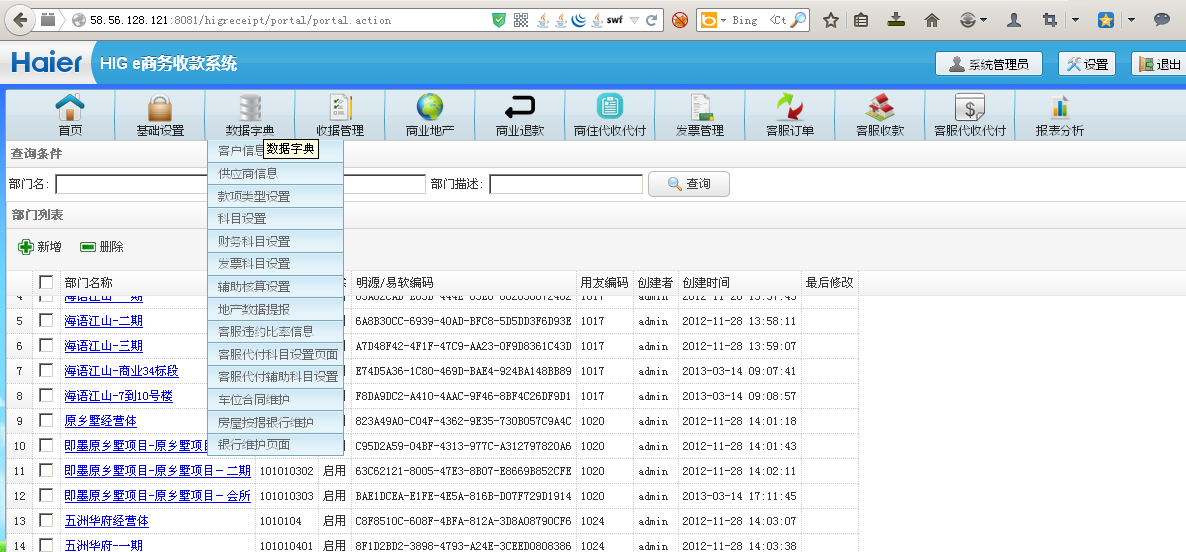 58.56.128.121:8081/higreceipt/portal/portal.action
swf
Bing
Haier HIG e商务收款系统
系统管理员 设置 退出
首页 基础设置 数据字典 收据管理 商业地产 商业退款 商住代收代付 发票管理 客服订单 客服收款 客服代收代付 报表分析
数据字典
客户信息
供应商信息
款项类型设置
科目设置
财务科目设置
发票科目设置
辅助核算设置
地产数据提报
客服违约比率信息
客服代付科目设置页面
客服代付辅助科目设置
车位合同维护
房屋按揭银行维护
银行维护页面
查询条件
部门名: 部门描述: 查询
部门列表
新增 删除
部门名称 明源/易软编码 用友编码 创建者 创建时间 最后修改
4 海语江山-一期 1017 admin 2012-11-28 13:57:45
5 海语江山-二期 6A8B30CC-6939-40AD-BFC8-5D5DD3F6D93E 1017 admin 2012-11-28 13:58:11
6 海语江山-三期 A7D48F42-4F1F-47C9-AA23-0F9D8361C43D 1017 admin 2012-11-28 13:59:07
7 海语江山-商业34标段 E74D5A36-1C80-469D-BAE4-924BA148BB89 1017 admin 2013-03-14 09:07:41
8 海语江山-7到10号楼 F8DA9DC2-A410-4AAC-9F46-8BF4C26DF9D1 1017 admin 2013-03-14 09:08:57
9 原乡墅经营体 823A49A0-C04F-4362-9E35-730B057C9A4C 1020 admin 2012-11-28 14:01:18
10 即墨原乡墅项目-原乡墅项 C95D2A59-04BF-4313-977C-A312797820A6 1020 admin 2012-11-28 14:01:43
11 即墨原乡墅项目-原乡墅项目－二期 101010302 启用 63C62121-8005-47E3-8B07-E8669B852CFE 1020 admin 2012-11-28 14:02:11
12 即墨原乡墅项目-原乡墅项目－会所 101010303 启用 BAE1DCEA-E1FE-4E5A-816B-D07F729D1914 1020 admin 2013-03-14 17:11:45
13 五洲华府经营体 1010104 启用 C8F8510C-608F-4BFA-812A-3D8A08790CF6 1024 admin 2012-11-28 14:03:07
14 五洲华府-一期 101010401 启用 8F1D2BD2-3898-4793-A24E-3CEED0808386 1024 admin 2012-11-28 14:03:38